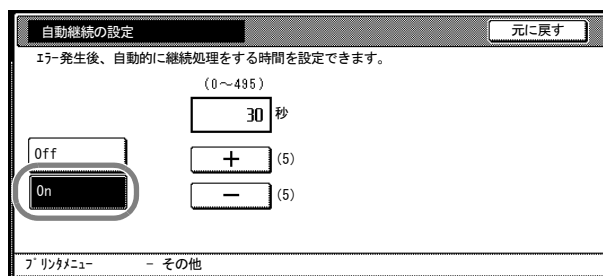 自動継続の設定 元に戻す
ｴﾗｰ発生後、自動的に継続処理をする時間を設定できます。
(0～495)
30 秒
Off + (5)
On － (5)
ﾌﾟﾘﾝﾀﾒﾆｭｰ － その他